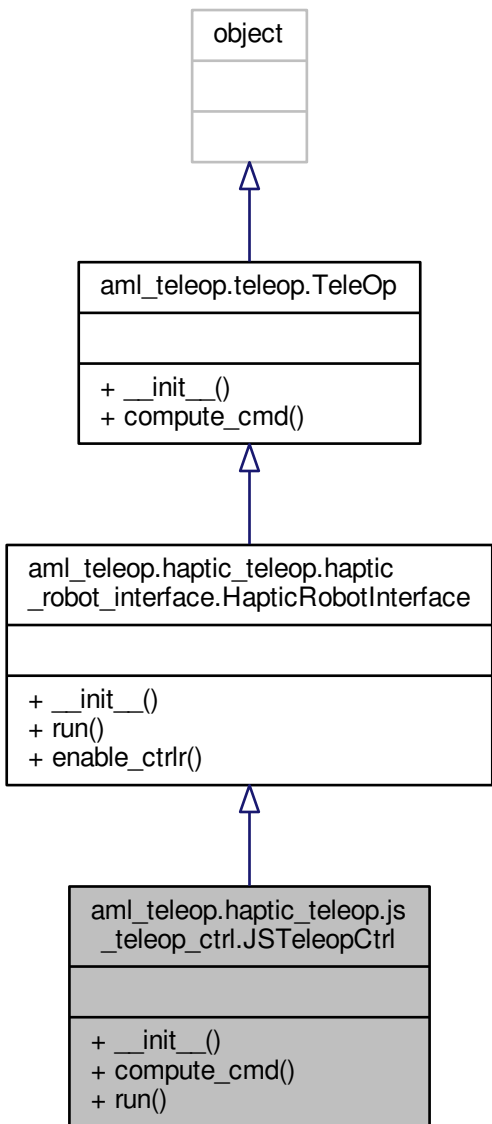 object
aml_teleop.teleop.TeleOp
+ __init__()
+ compute_cmd()
aml_teleop.haptic_teleop.haptic
_robot_interface.HapticRobotInterface
+ __init__()
+ run()
+ enable_ctrlr()
aml_teleop.haptic_teleop.js
_teleop_ctrl.JSTeleopCtrl
+ __init__()
+ compute_cmd()
+ run()